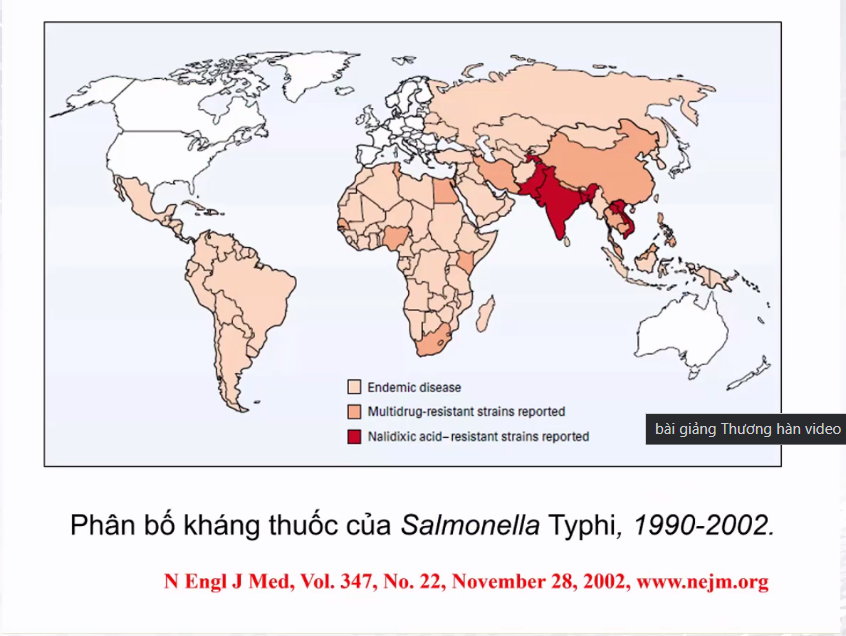 Endemic disease
Multidrug-resistant strains reported
Nalidixic acid–resistant strains reported
bài giảng Thương hàn video
Phân bố kháng thuốc của Salmonella Typhi, 1990-2002.
N Engl J Med, Vol. 347, No. 22, November 28, 2002, www.nejm.org